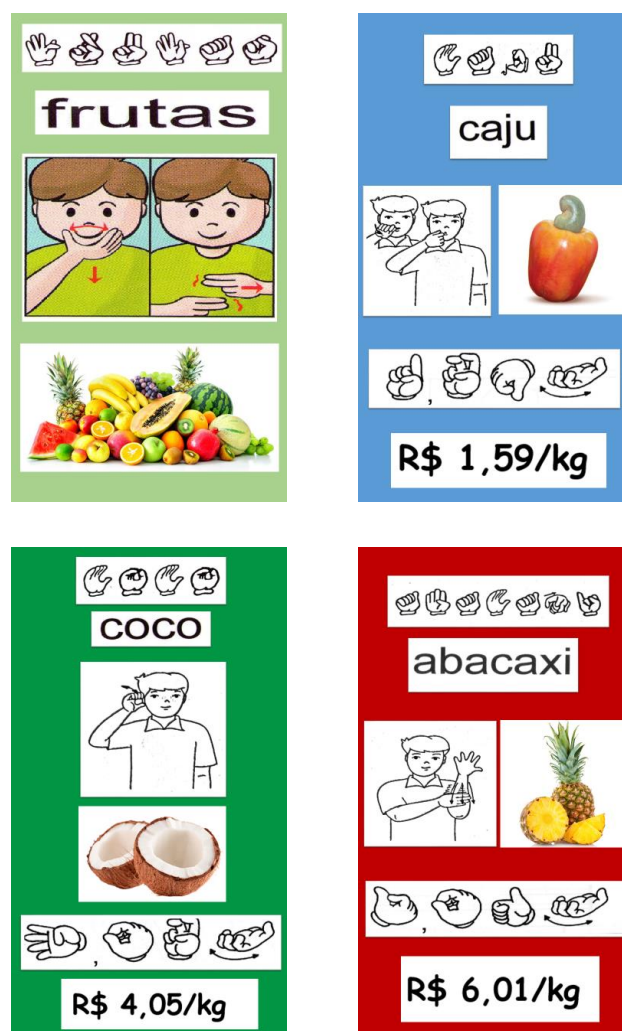 frutas
caju
R$ 1,59/kg
coco
R$ 4,05/kg
abacaxi
R$ 6,01/kg